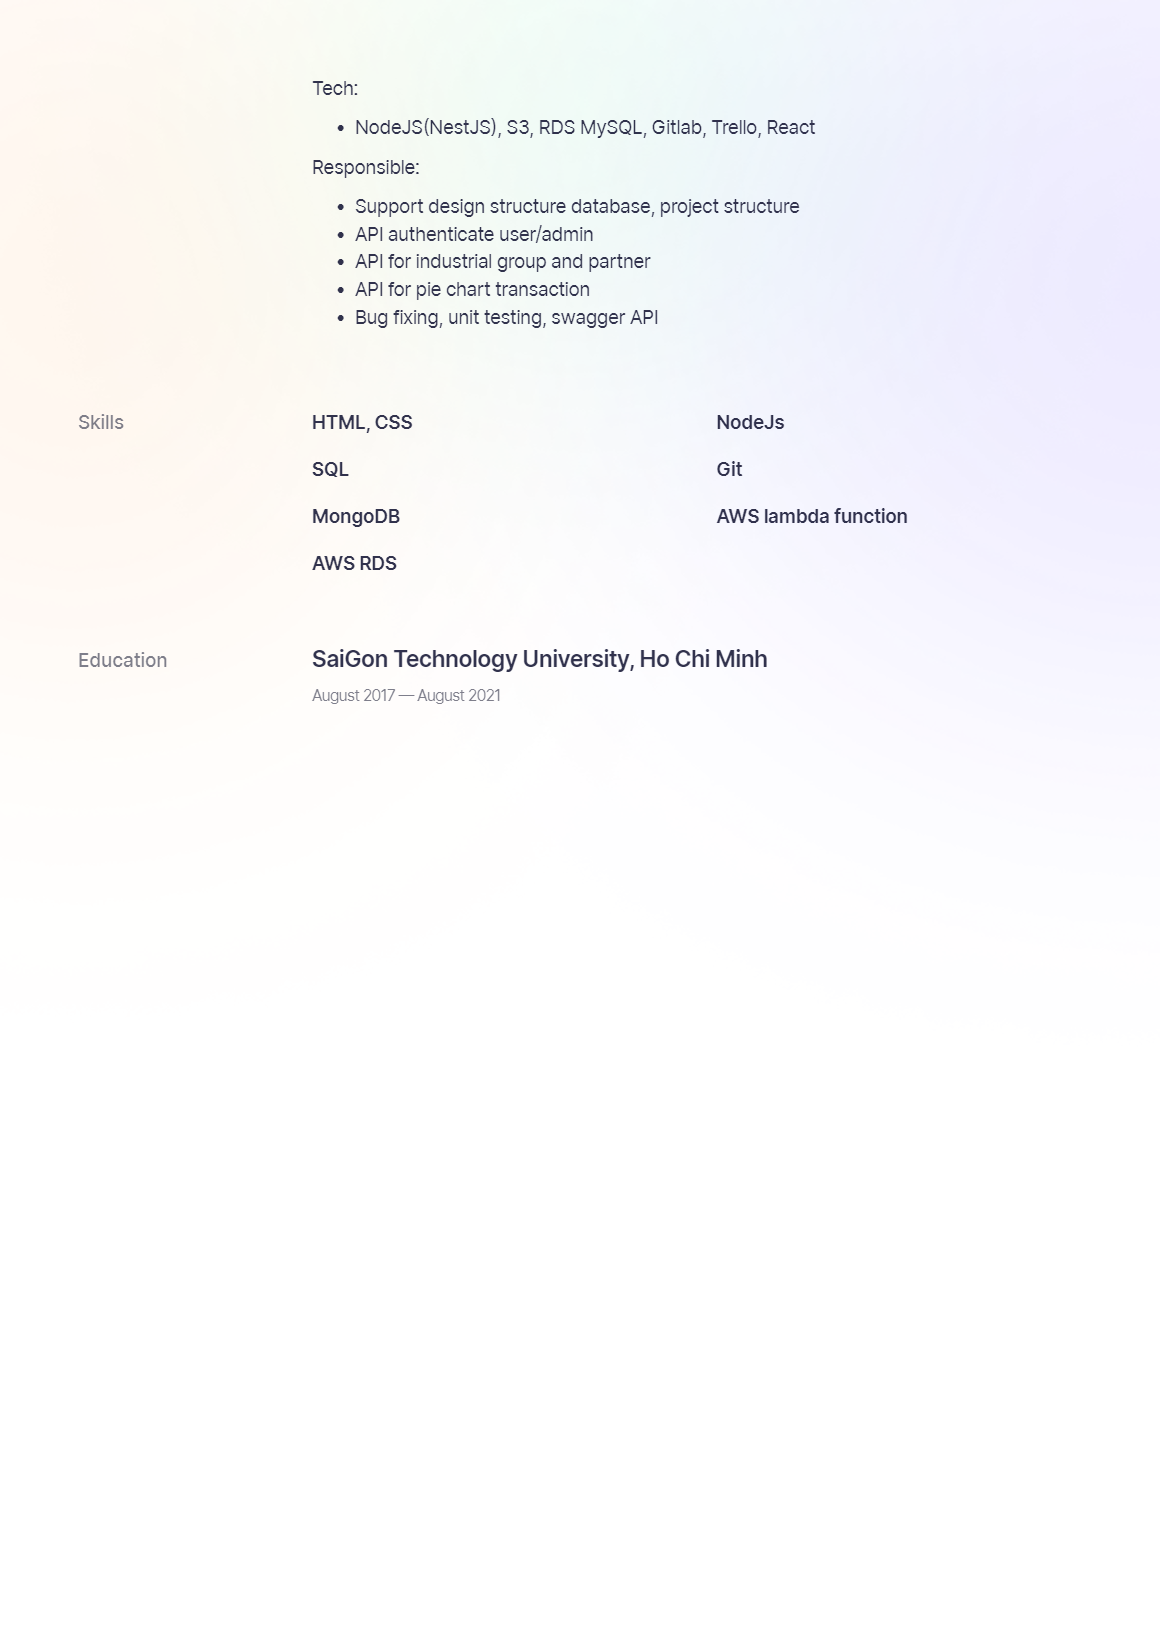 Tech:
• NodeJS(NestJS), S3, RDS MySQL, Gitlab, Trello, React
Responsible:
• Support design structure database, project structure
• API authenticate user/admin
• API for industrial group and partner
• API for pie chart transaction
• Bug fixing, unit testing, swagger API
Skills
HTML, CSS
NodeJs
SQL
Git
MongoDB
AWS lambda function
AWS RDS
Education
SaiGon Technology University, Ho Chi Minh
August 2017 — August 2021